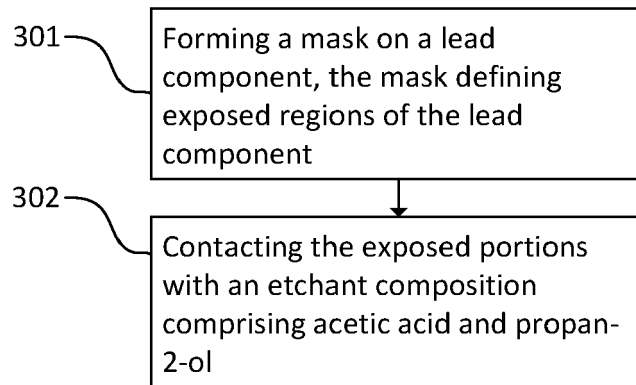 301
Forming a mask on a lead
component, the mask defining
exposed regions of the lead
component
302
Contacting the exposed portions
with an etchant composition
comprising acetic acid and propan-
2-ol